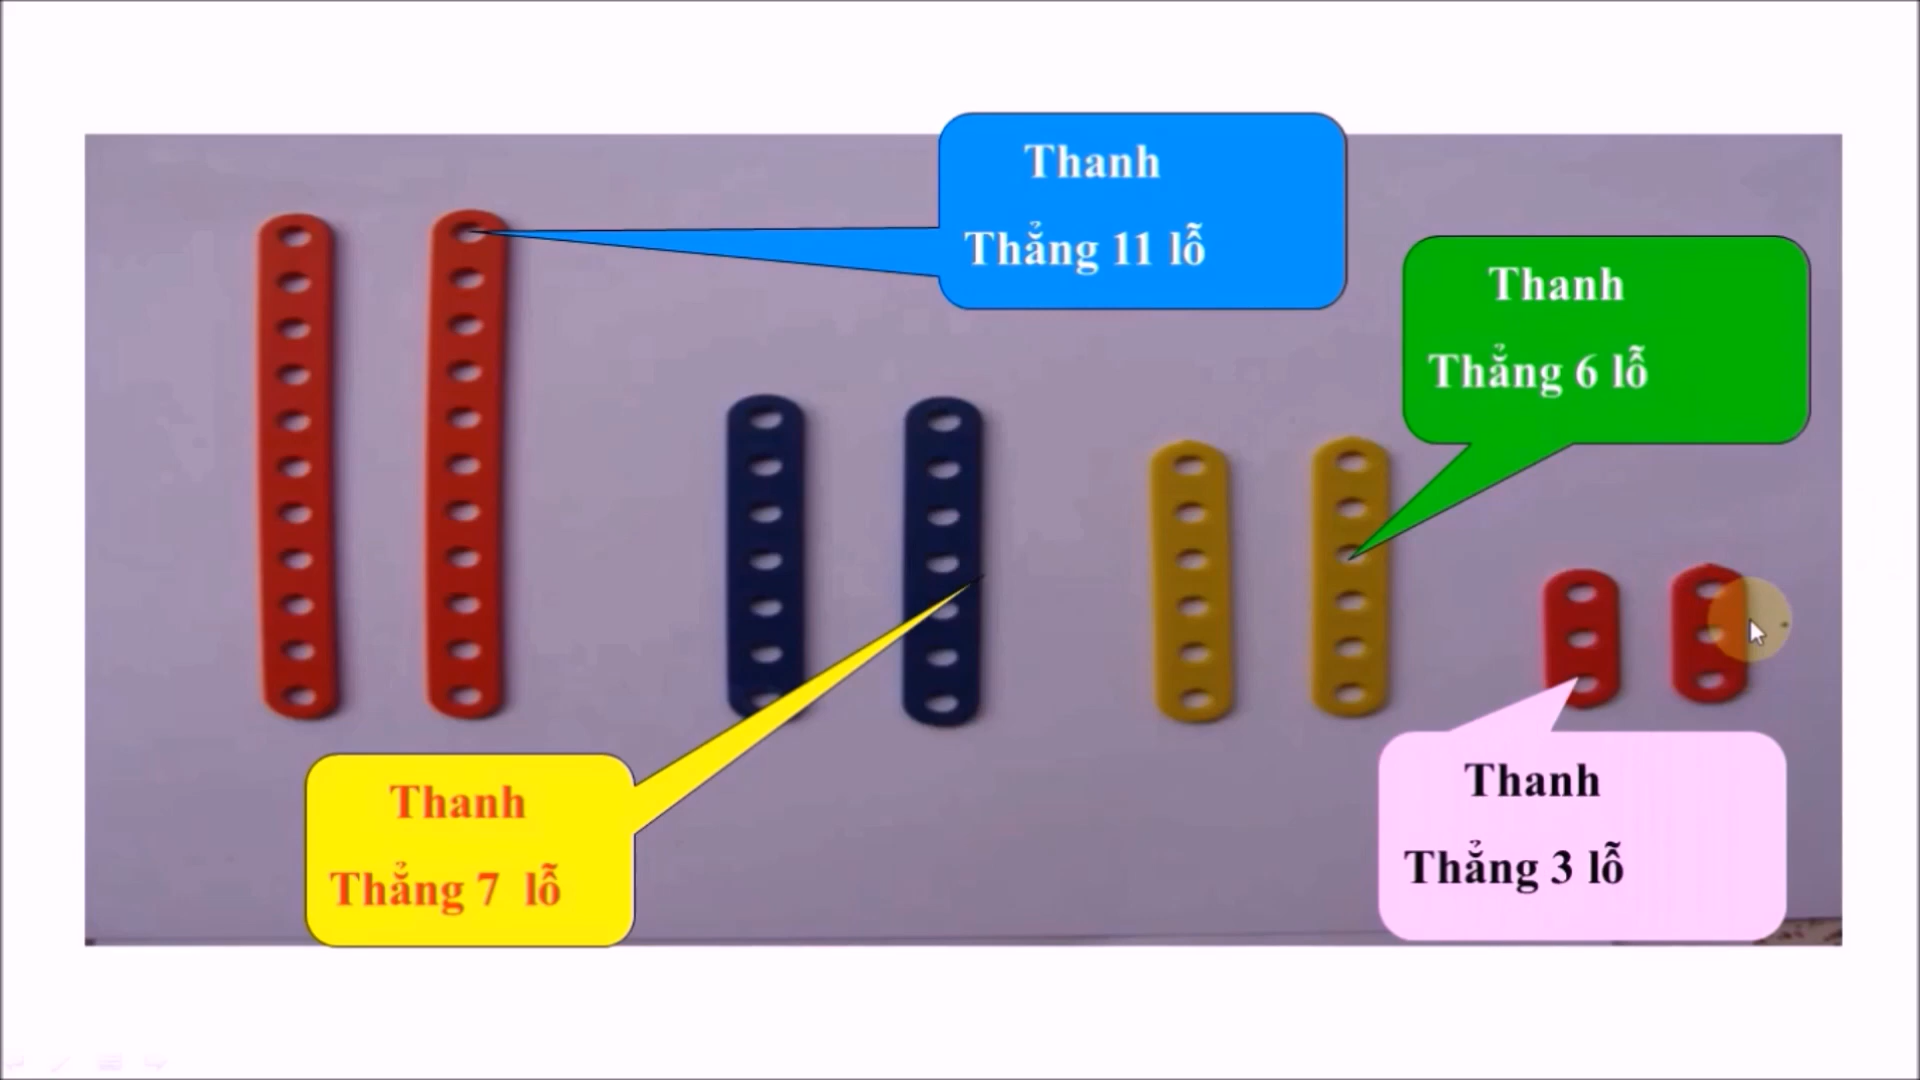 Thanh
Thẳng 11 lỗ
Thanh
Thẳng 6 lỗ
Thanh
Thẳng 7 lỗ
Thanh
Thẳng 3 lỗ